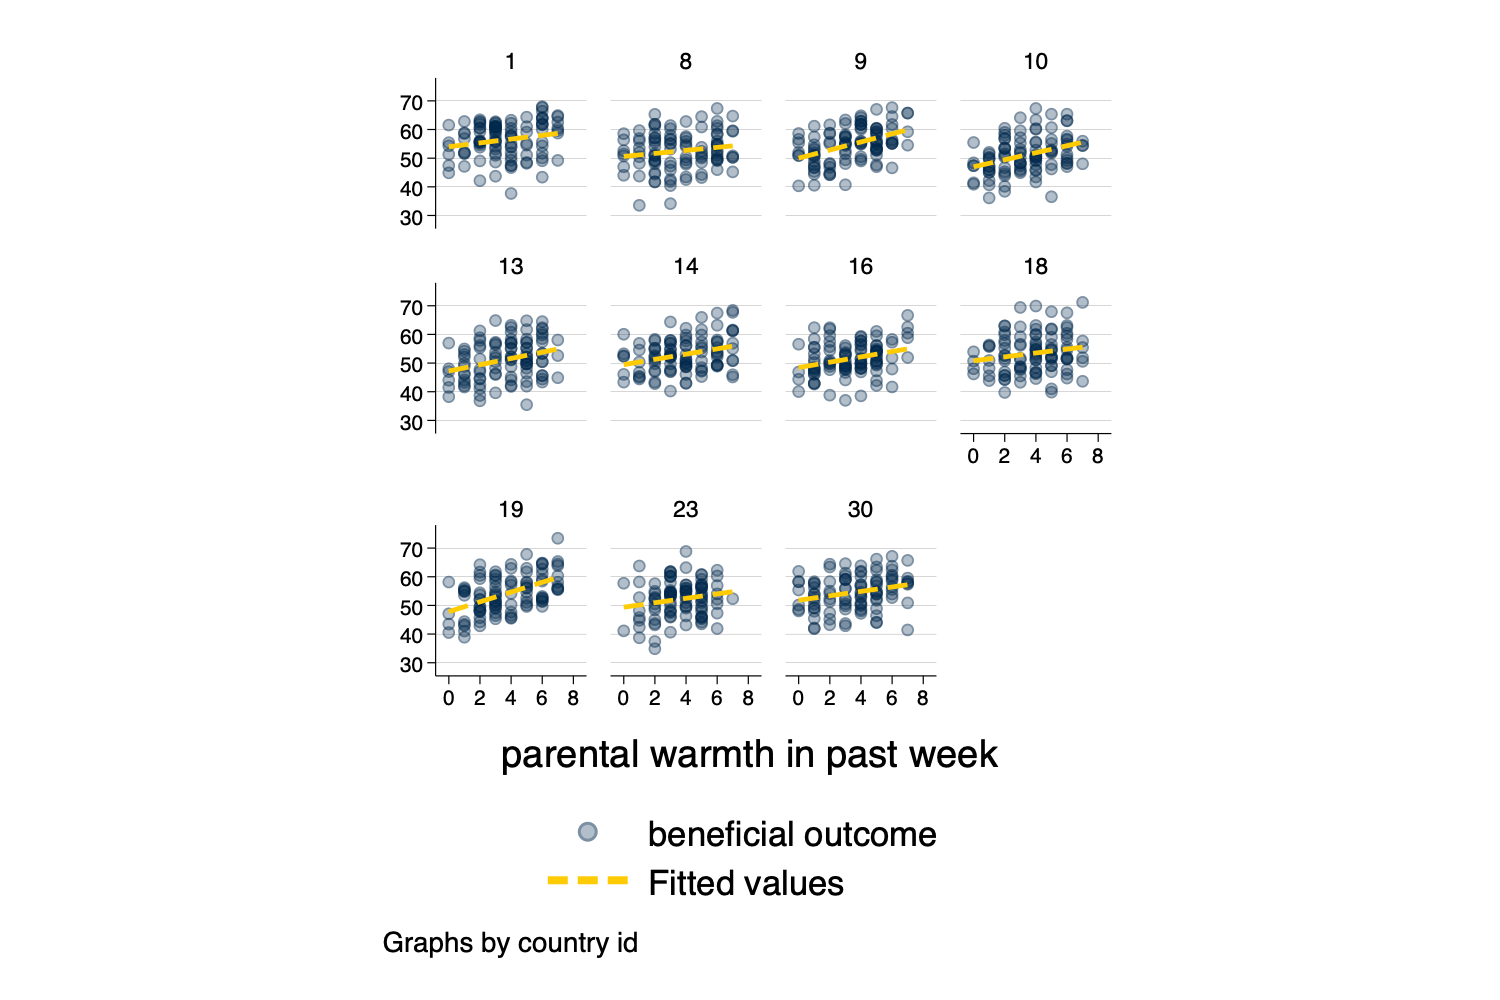 1 8 9 10
70
60
50
40
30
13 14 16 18
70
60
50
40
30
0 2 4 6 8
19 23 30
70
60
50
40
30
0 2 4 6 8 0 2 4 6 8 0 2 4 6 8
parental warmth in past week
beneficial outcome
Fitted values
Graphs by country id